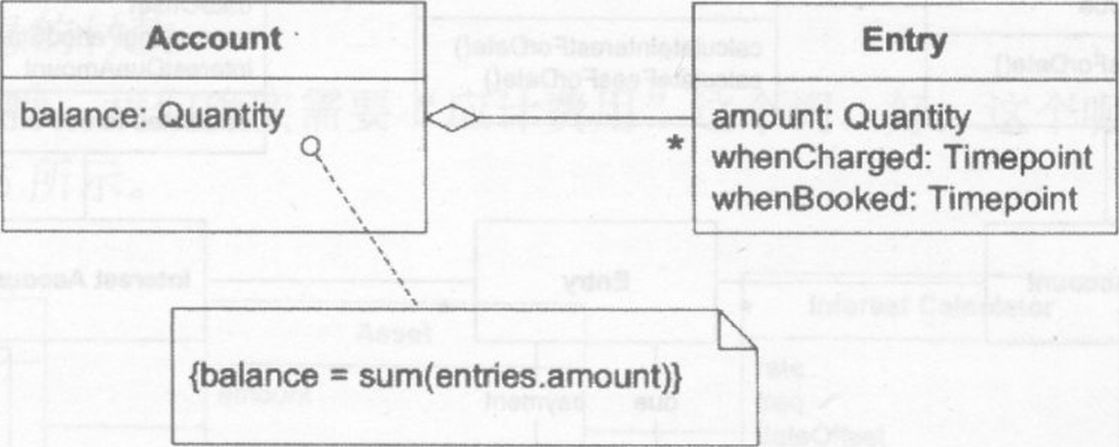 Account
balance: Quantity
Entry
*
amount: Quantity
whenCharged: Timepoint
whenBooked: Timepoint
{balance = sum(entries.amount)}